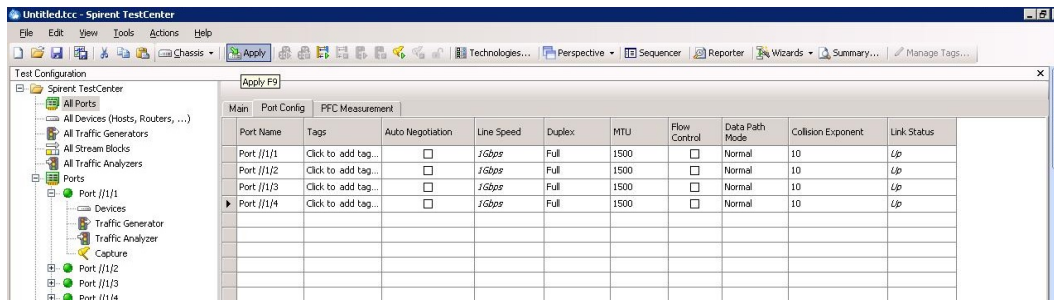 Untitled.tcc - Spirent TestCenter
File Edit View Tools Actions Help
Chassis Apply Technologies... Perspective Sequencer Reporter Wizards Summary... Manage Tags...
Test Configuration x
Apply F9
Spirent TestCenter
All Ports
All Devices (Hosts, Routers, ...)
All Traffic Generators
All Stream Blocks
All Traffic Analyzers
Ports
Port //1/1
Devices
Traffic Generator
Traffic Analyzer
Capture
Port //1/2
Port //1/3
Port //1/4
Main Port Config PFC Measurement
Port Name Tags Auto Negotiation Line Speed Duplex MTU Flow Control Data Path Mode Collision Exponent Link Status
Port //1/1 Click to add tag... 1Gbps Full 1500 Normal 10 Up
Port //1/2 Click to add tag... 1Gbps Full 1500 Normal 10 Up
Port //1/3 Click to add tag... 1Gbps Full 1500 Normal 10 Up
Port //1/4 Click to add tag... 1Gbps Full 1500 Normal 10 Up